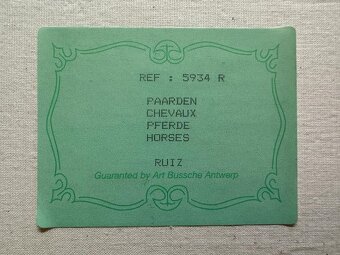 REF : 5934 R
PAARDEN
CHEVAUX
PFERDE
HORSES
RUIZ
Guaranted by Art Bussche Antwerp